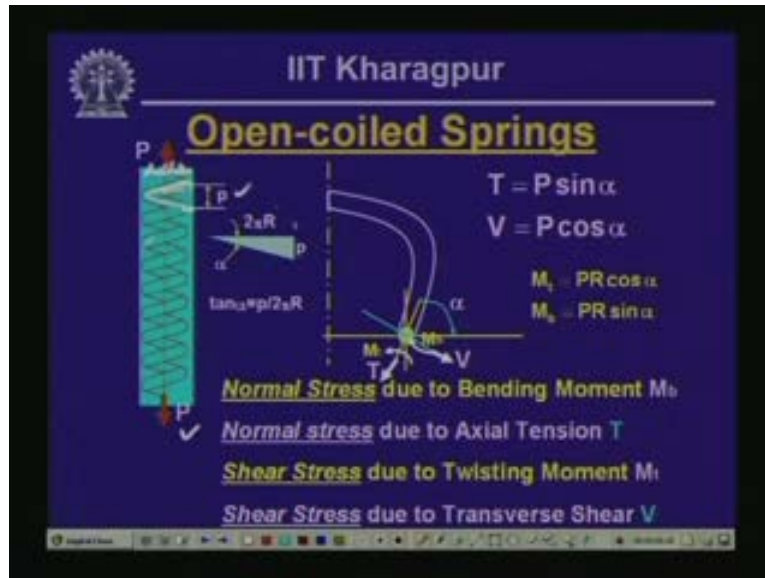 IIT Kharagpur
Open-coiled Springs
P
p
2πR
p
α
tanα=p/2πR
T = P sin α
V = P cos α
Mt = PR cos α
Mb = PR sin α
α
Mb
Mt
T
V
P
Normal Stress due to Bending Moment Mb
Normal stress due to Axial Tension T
Shear Stress due to Twisting Moment Mt
Shear Stress due to Transverse Shear V